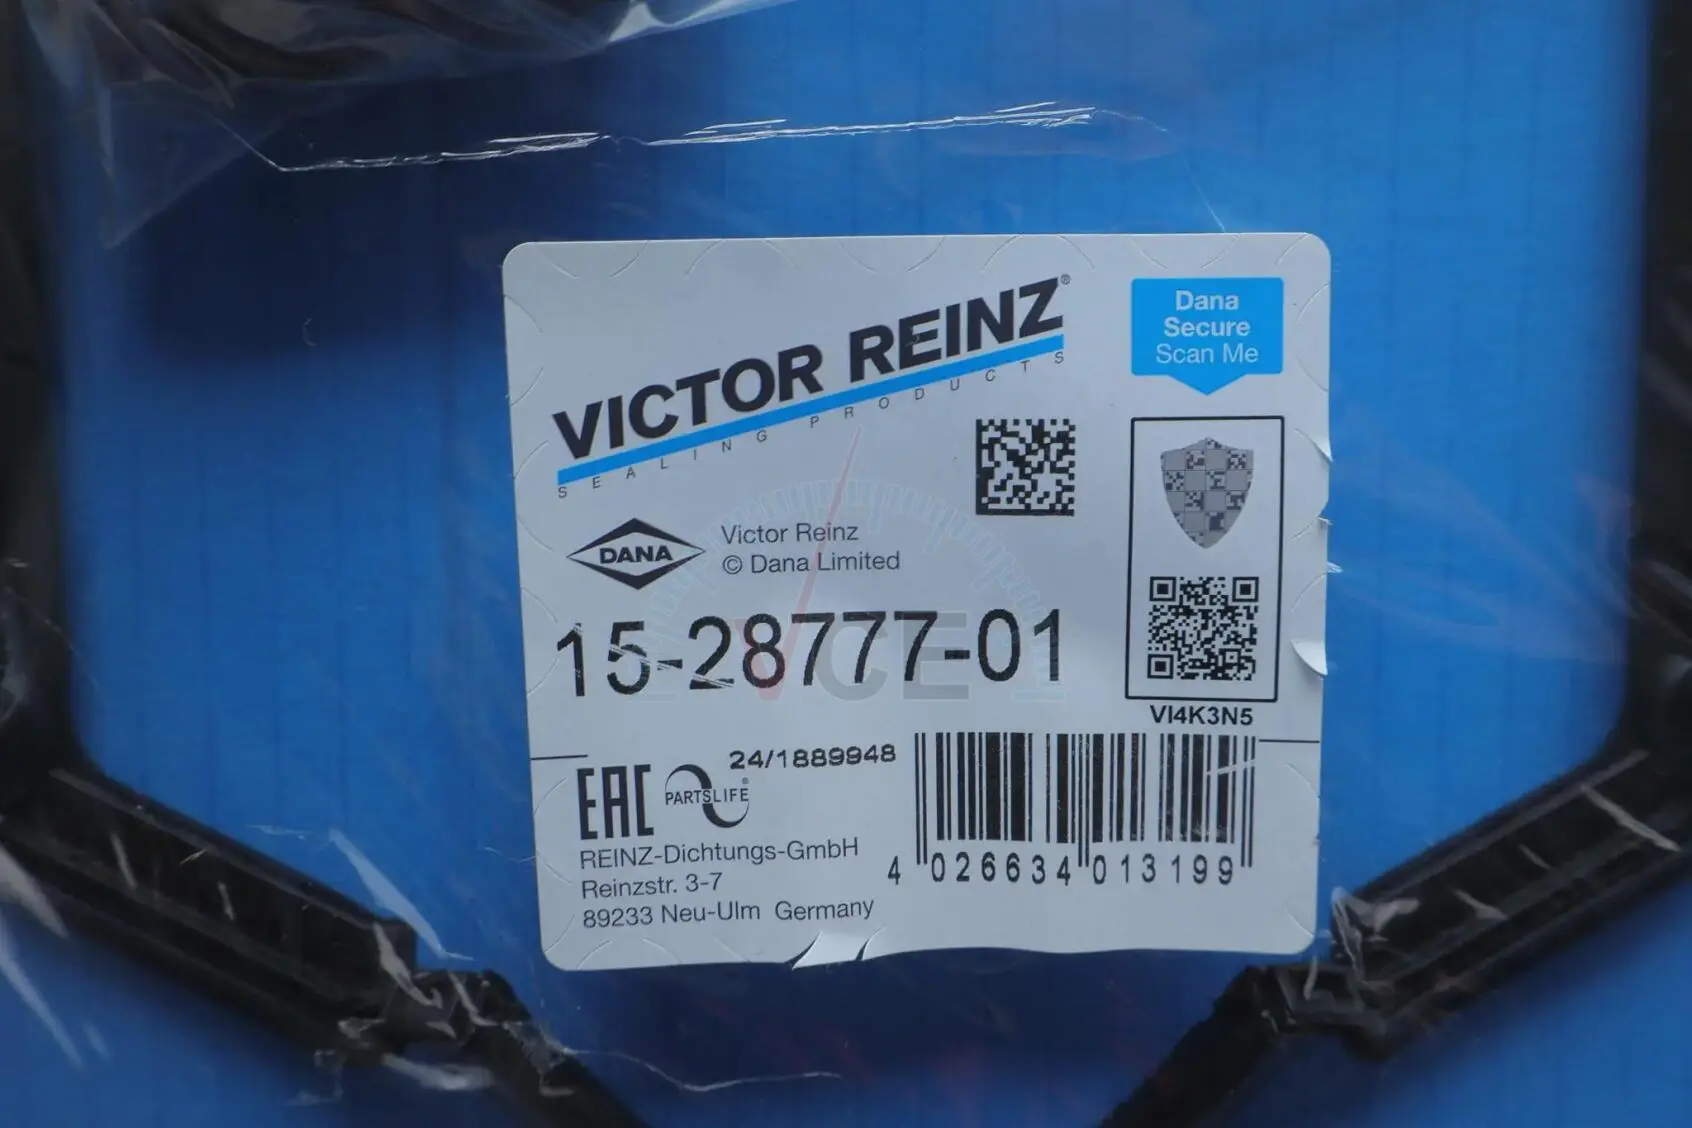 VICTOR REINZ®
SEALING PRODUCTS
Dana
Secure
Scan Me
DANA
Victor Reinz
© Dana Limited
15-28777-01
VCE
VI4K3N5
24/1889948
EAC
PARTSLIFE®
REINZ-Dichtungs-GmbH
Reinzstr. 3-7
89233 Neu-Ulm Germany
4 026634 013199